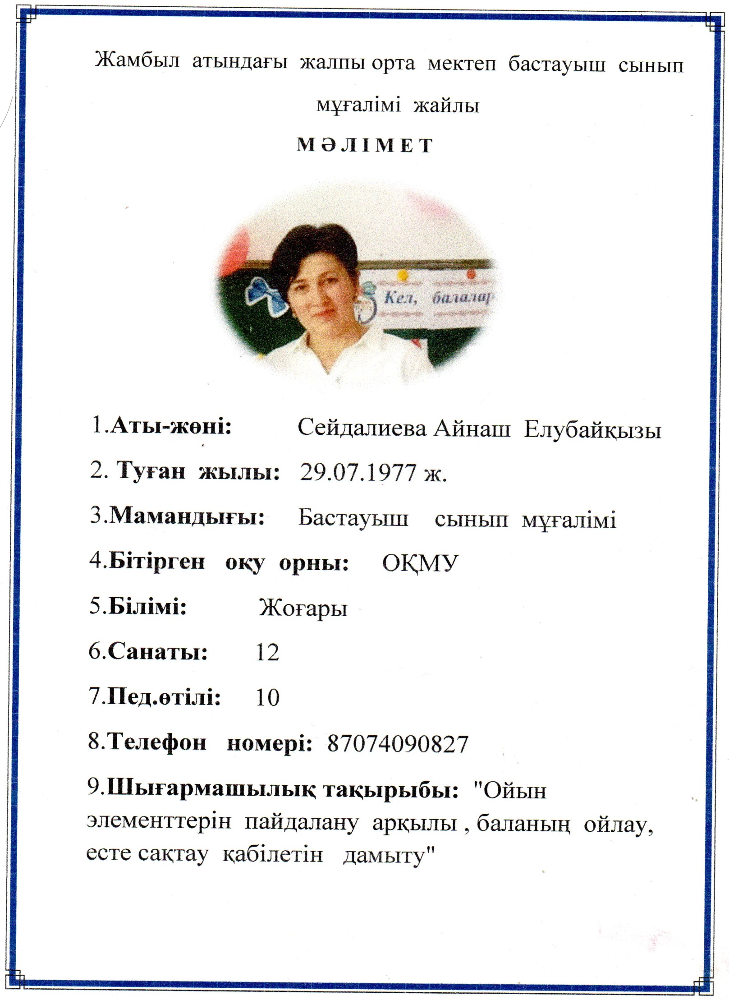 Жамбыл атындағы жалпы орта мектеп бастауыш сынып
мұғалімі жайлы
МӘЛІМЕТ
Кел, балалар
1.Аты-жөні: Сейдалиева Айнаш Елубайқызы
2. Туған жылы: 29.07.1977 ж.
3.Мамандығы: Бастауыш сынып мұғалімі
4.Бітірген оқу орны: ОҚМУ
5.Білімі: Жоғары
6.Санаты: 12
7.Пед.өтілі: 10
8.Телефон номері: 87074090827
9.Шығармашылық тақырыбы: "Ойын
элементтерін пайдалану арқылы , баланың ойлау,
есте сақтау қабілетін дамыту"